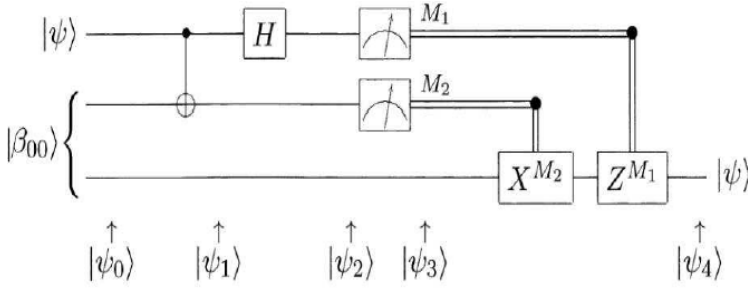 |ψ⟩ H M₁
M₂
|β₀₀⟩
X^{M₂} Z^{M₁} |ψ⟩
↑ ↑ ↑ ↑ ↑
|ψ₀⟩ |ψ₁⟩ |ψ₂⟩ |ψ₃⟩ |ψ₄⟩